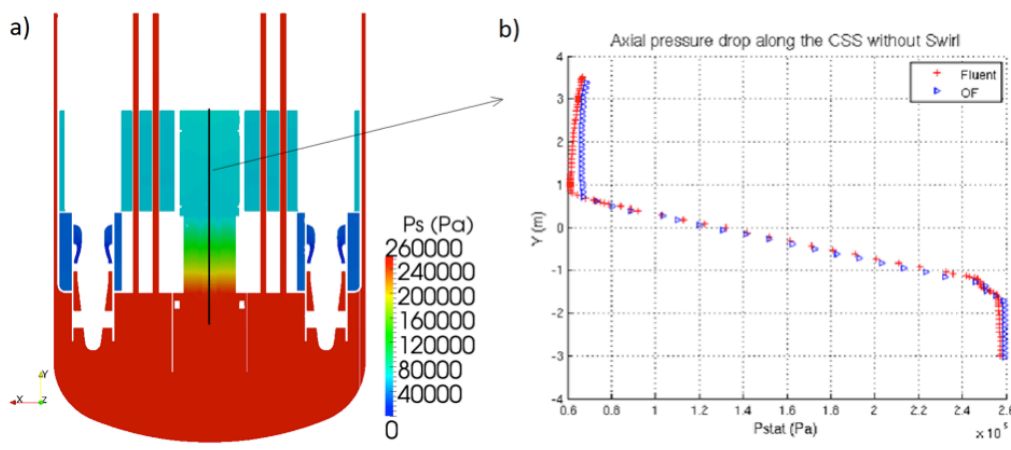 a)
Ps (Pa)
260000
240000
200000
160000
120000
80000
40000
0
Y
X
Z
b)
Axial pressure drop along the CSS without Swirl
Fluent
OF
Y (m)
4
3
2
1
0
-1
-2
-3
-4
0.6 0.8 1 1.2 1.4 1.6 1.8 2 2.2 2.4 2.6
Pstat (Pa)
x 10^5